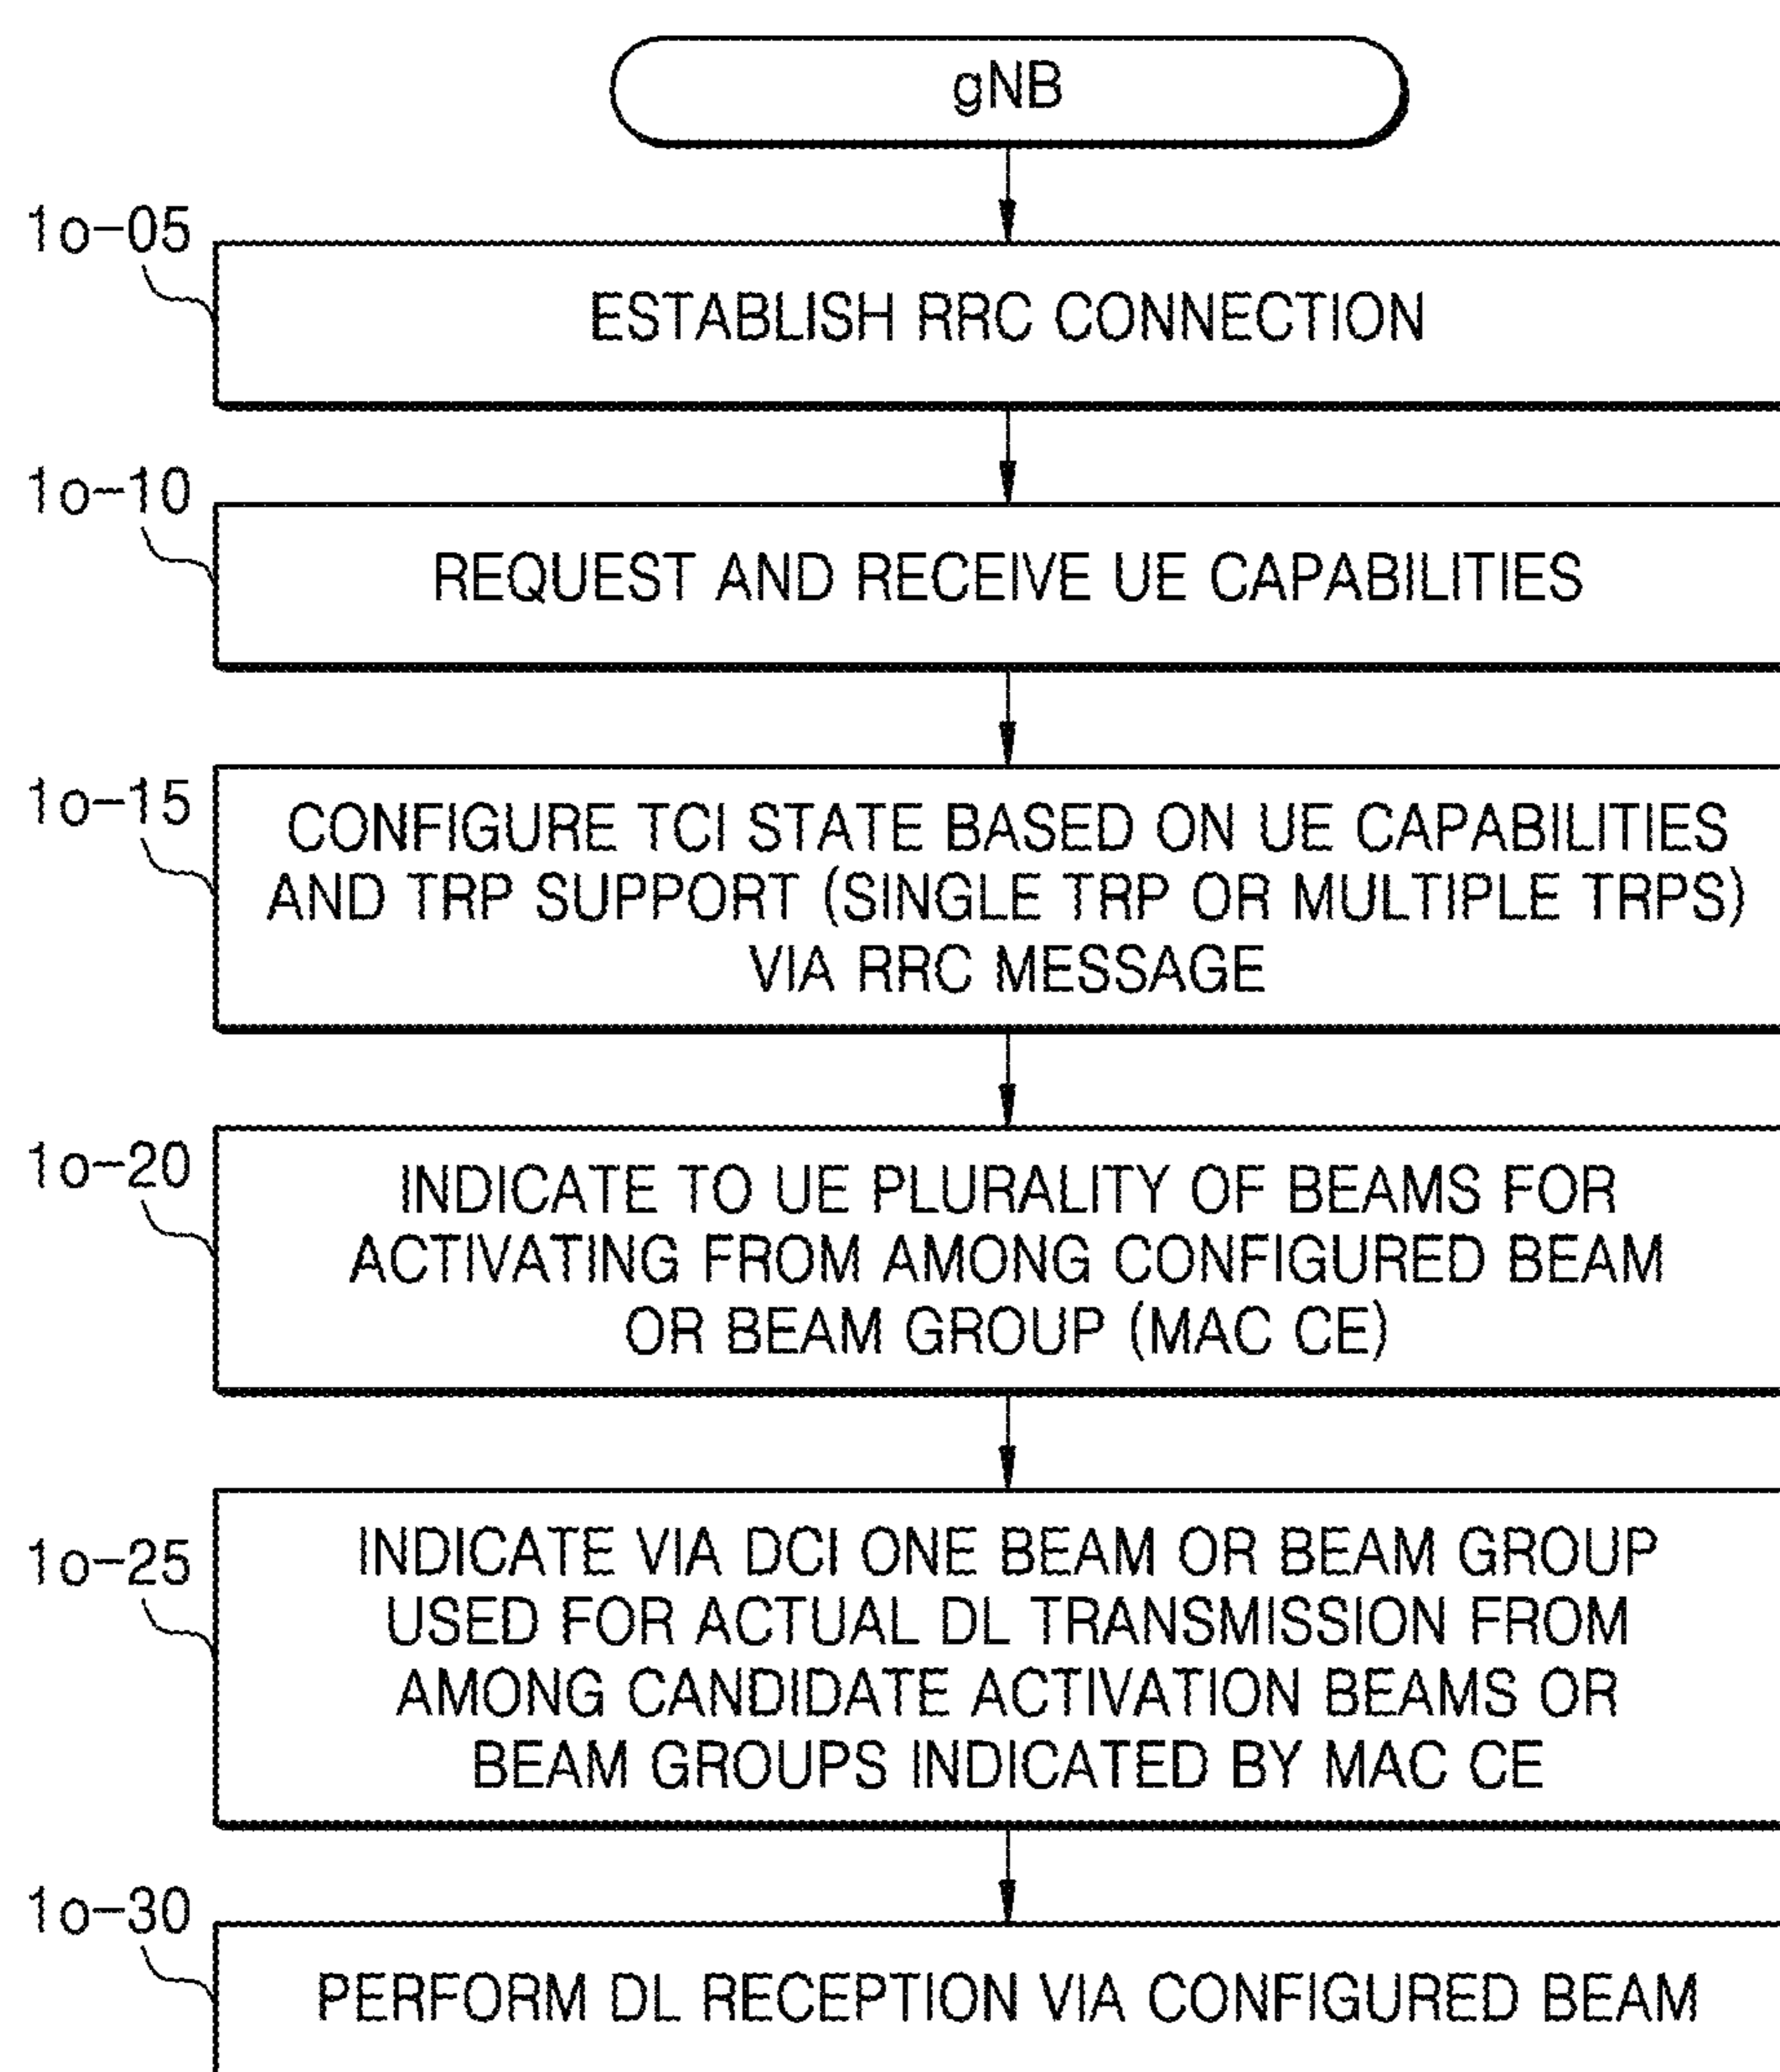 gNB
1o-05
ESTABLISH RRC CONNECTION
1o-10
REQUEST AND RECEIVE UE CAPABILITIES
1o-15
CONFIGURE TCI STATE BASED ON UE CAPABILITIES
AND TRP SUPPORT (SINGLE TRP OR MULTIPLE TRPS)
VIA RRC MESSAGE
1o-20
INDICATE TO UE PLURALITY OF BEAMS FOR
ACTIVATING FROM AMONG CONFIGURED BEAM
OR BEAM GROUP (MAC CE)
1o-25
INDICATE VIA DCI ONE BEAM OR BEAM GROUP
USED FOR ACTUAL DL TRANSMISSION FROM
AMONG CANDIDATE ACTIVATION BEAMS OR
BEAM GROUPS INDICATED BY MAC CE
1o-30
PERFORM DL RECEPTION VIA CONFIGURED BEAM